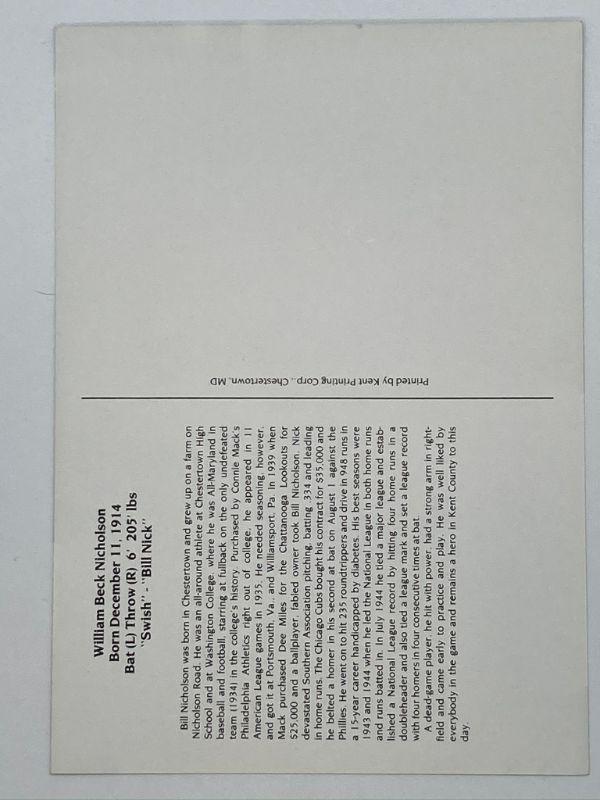 William Beck Nicholson
Born December 11, 1914
Bat (L) Throw (R) 6' 205' lbs
"Swish" - "Bill Nick"
Bill Nicholson was born in Chestertown and grew up on a farm on
Nicholson Road. He was an all-around athlete at Chestertown High
School and at Washington College, where he was All-Maryland in
baseball and football, starring at fullback on the only undefeated
team (1934) in the college's history. Purchased by Connie Mack's
Philadelphia Athletics right out of college, he appeared in 11
American League games in 1935. He needed seasoning, however,
and got it at Portsmouth, Va., and Williamsport, Pa. In 1939 when
Mack purchased Dee Miles for the Chattanooga Lookouts for
$25,000 and a ballplayer, fabled owner took Bill Nicholson. Nick
devastated Southern Association pitching, batting 334 and leading
in home runs. The Chicago Cubs bought his contract for $35,000 and
he belted a homer in his second at bat on August 1 against the
Phillies. He went on to hit 235 roundtrippers and drive in 948 runs in
a 15-year career handicapped by diabetes. His best seasons were
1943 and 1944 when he led the National League in both home runs
and runs batted in. In July 1944 he tied a major league and estab-
lished a National League record by hitting four home runs in a
doubleheader and also tied a league mark and set a league record
with four homers in four consecutive times at bat.
A dead-game player, he hit with power, had a strong arm in right-
field and came early to practice and play. He was well liked by
everybody in the game and remains a hero in Kent County to this
day.
Printed by Kent Printing Corp., Chestertown, MD